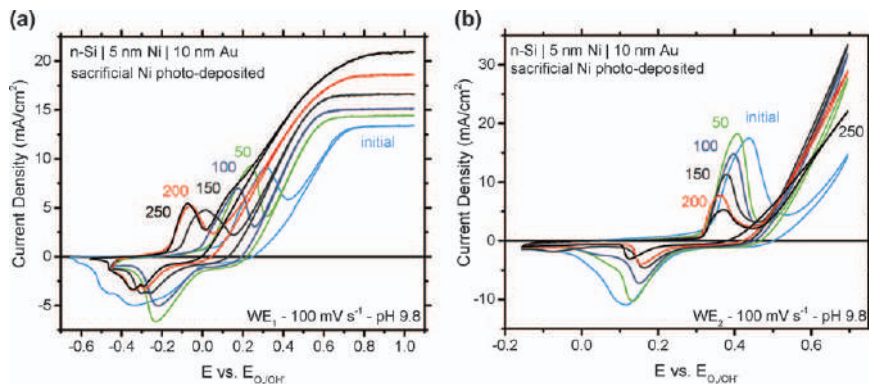 (a)
n-Si | 5 nm Ni | 10 nm Au
sacrificial Ni photo-deposited
20
15
10
5
0
-5
Current Density (mA/cm²)
50
100
150
200
250
initial
WE₁ - 100 mV s⁻¹ - pH 9.8
-0.6 -0.4 -0.2 0.0 0.2 0.4 0.6 0.8 1.0
E vs. E O₂/OH⁻
(b)
n-Si | 5 nm Ni | 10 nm Au
sacrificial Ni photo-deposited
30
20
10
0
-10
Current Density (mA/cm²)
initial
50
100
150
200
250
WE₂ - 100 mV s⁻¹ - pH 9.8
0.0 0.2 0.4 0.6
E vs. E O₂/OH⁻